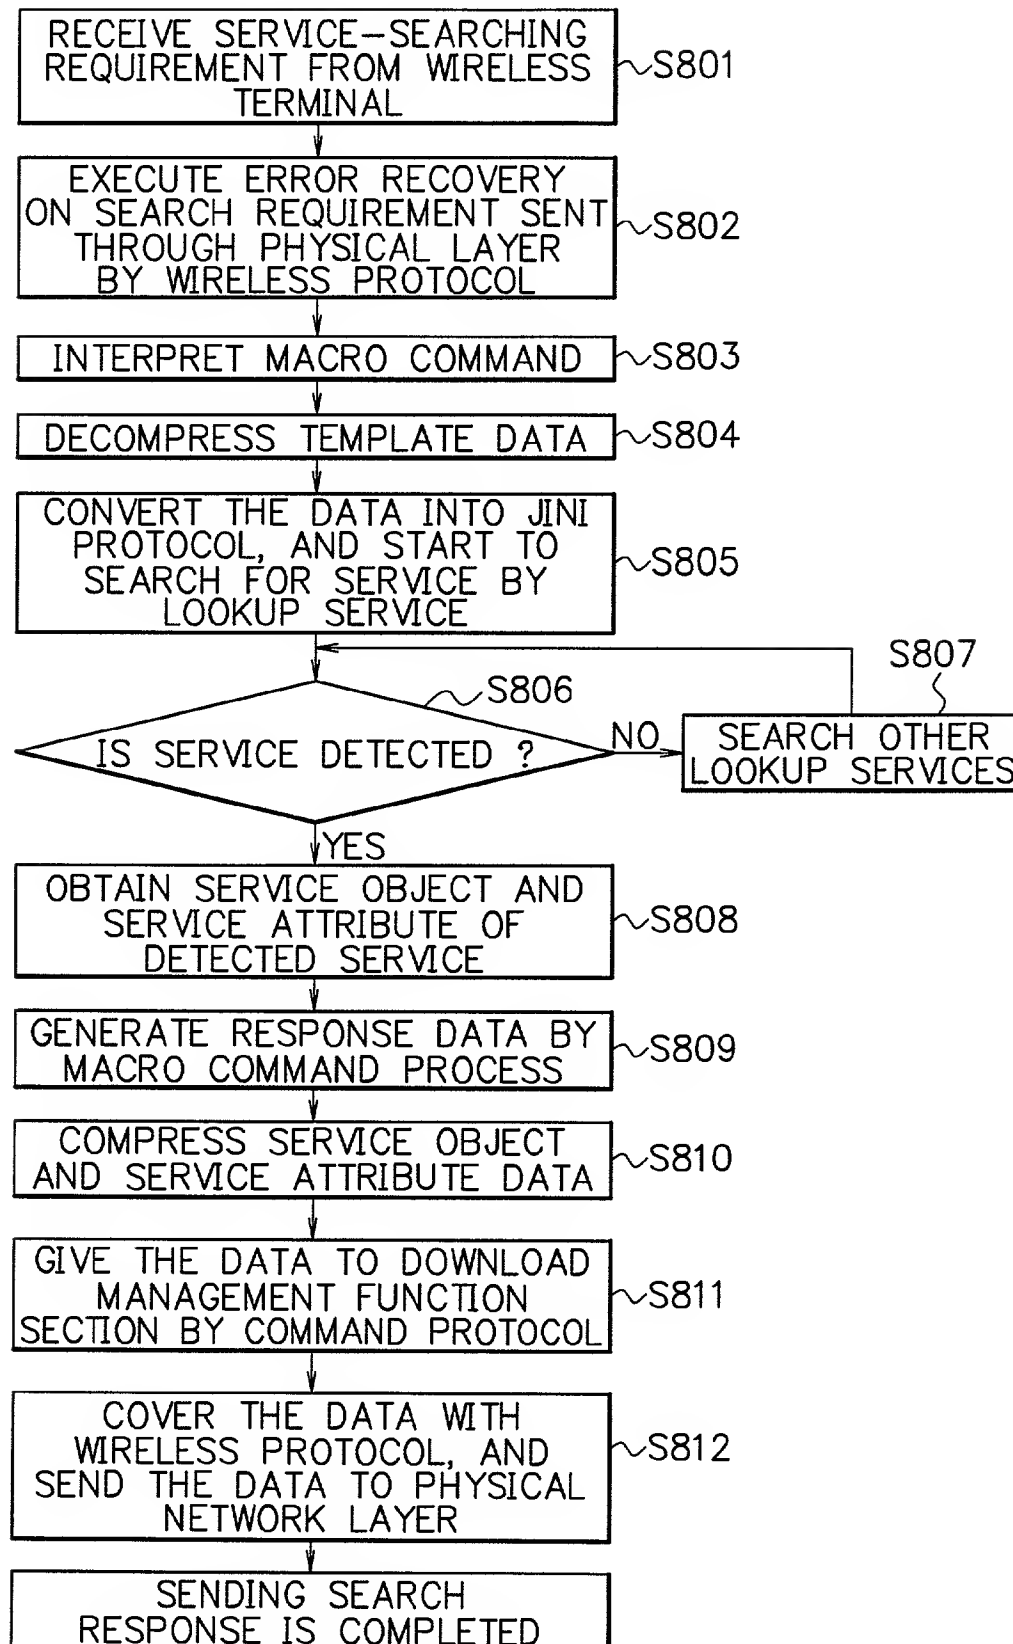 RECEIVE SERVICE-SEARCHING
REQUIREMENT FROM WIRELESS
TERMINAL
S801
EXECUTE ERROR RECOVERY
ON SEARCH REQUIREMENT SENT
THROUGH PHYSICAL LAYER
BY WIRELESS PROTOCOL
S802
INTERPRET MACRO COMMAND
S803
DECOMPRESS TEMPLATE DATA
S804
CONVERT THE DATA INTO JINI
PROTOCOL, AND START TO
SEARCH FOR SERVICE BY
LOOKUP SERVICE
S805
S806
IS SERVICE DETECTED ?
NO
S807
SEARCH OTHER
LOOKUP SERVICES
YES
OBTAIN SERVICE OBJECT AND
SERVICE ATTRIBUTE OF
DETECTED SERVICE
S808
GENERATE RESPONSE DATA BY
MACRO COMMAND PROCESS
S809
COMPRESS SERVICE OBJECT
AND SERVICE ATTRIBUTE DATA
S810
GIVE THE DATA TO DOWNLOAD
MANAGEMENT FUNCTION
SECTION BY COMMAND PROTOCOL
S811
COVER THE DATA WITH
WIRELESS PROTOCOL, AND
SEND THE DATA TO PHYSICAL
NETWORK LAYER
S812
SENDING SEARCH
RESPONSE IS COMPLETED